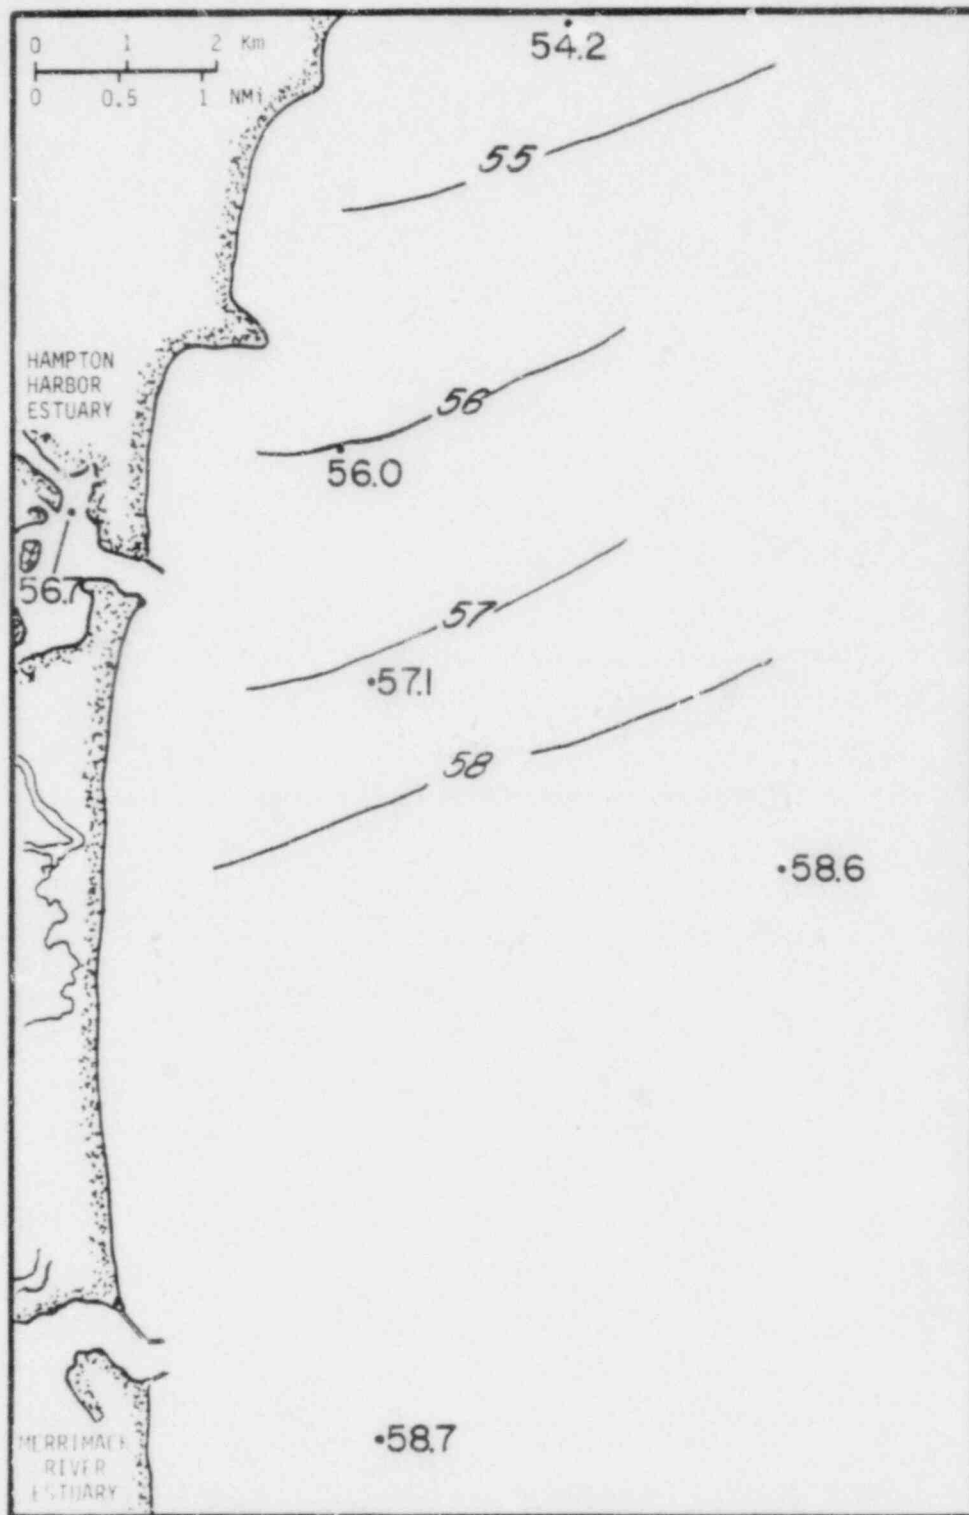 0 1 2 Km
0 0.5 1 NMi
54.2
55
HAMPTON
HARBOR
ESTUARY
56
56.0
56.7
57
57.1
58
58.6
58.7
MERRIMACK
RIVER
ESTUARY